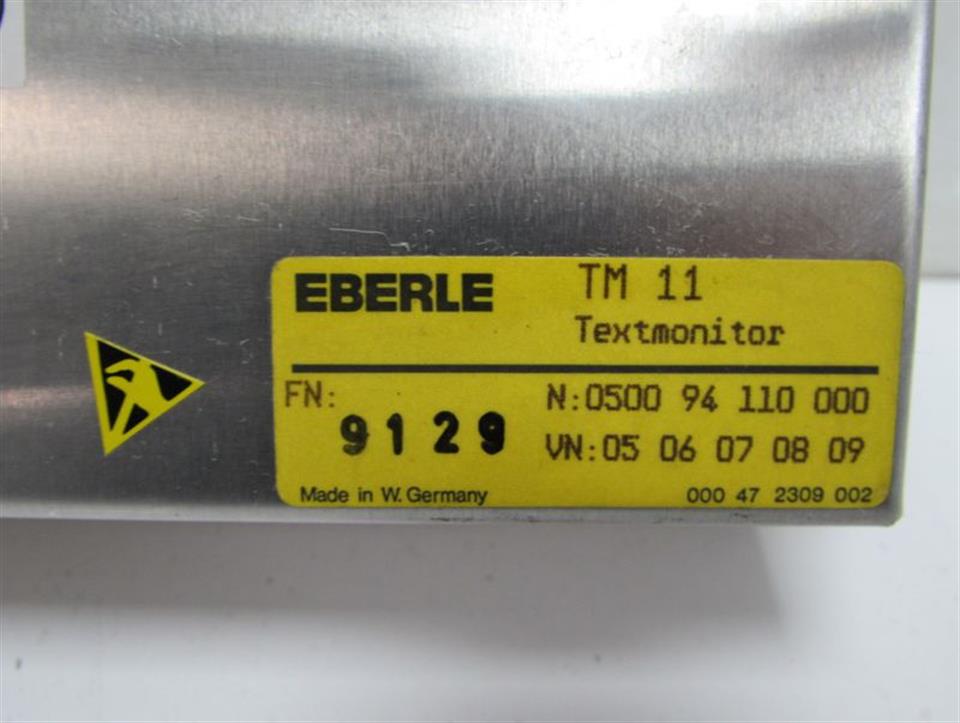 EBERLE TM 11
Textmonitor
FN: N:0500 94 110 000
9129 VN:05 06 07 08 09
Made in W. Germany 000 47 2309 002